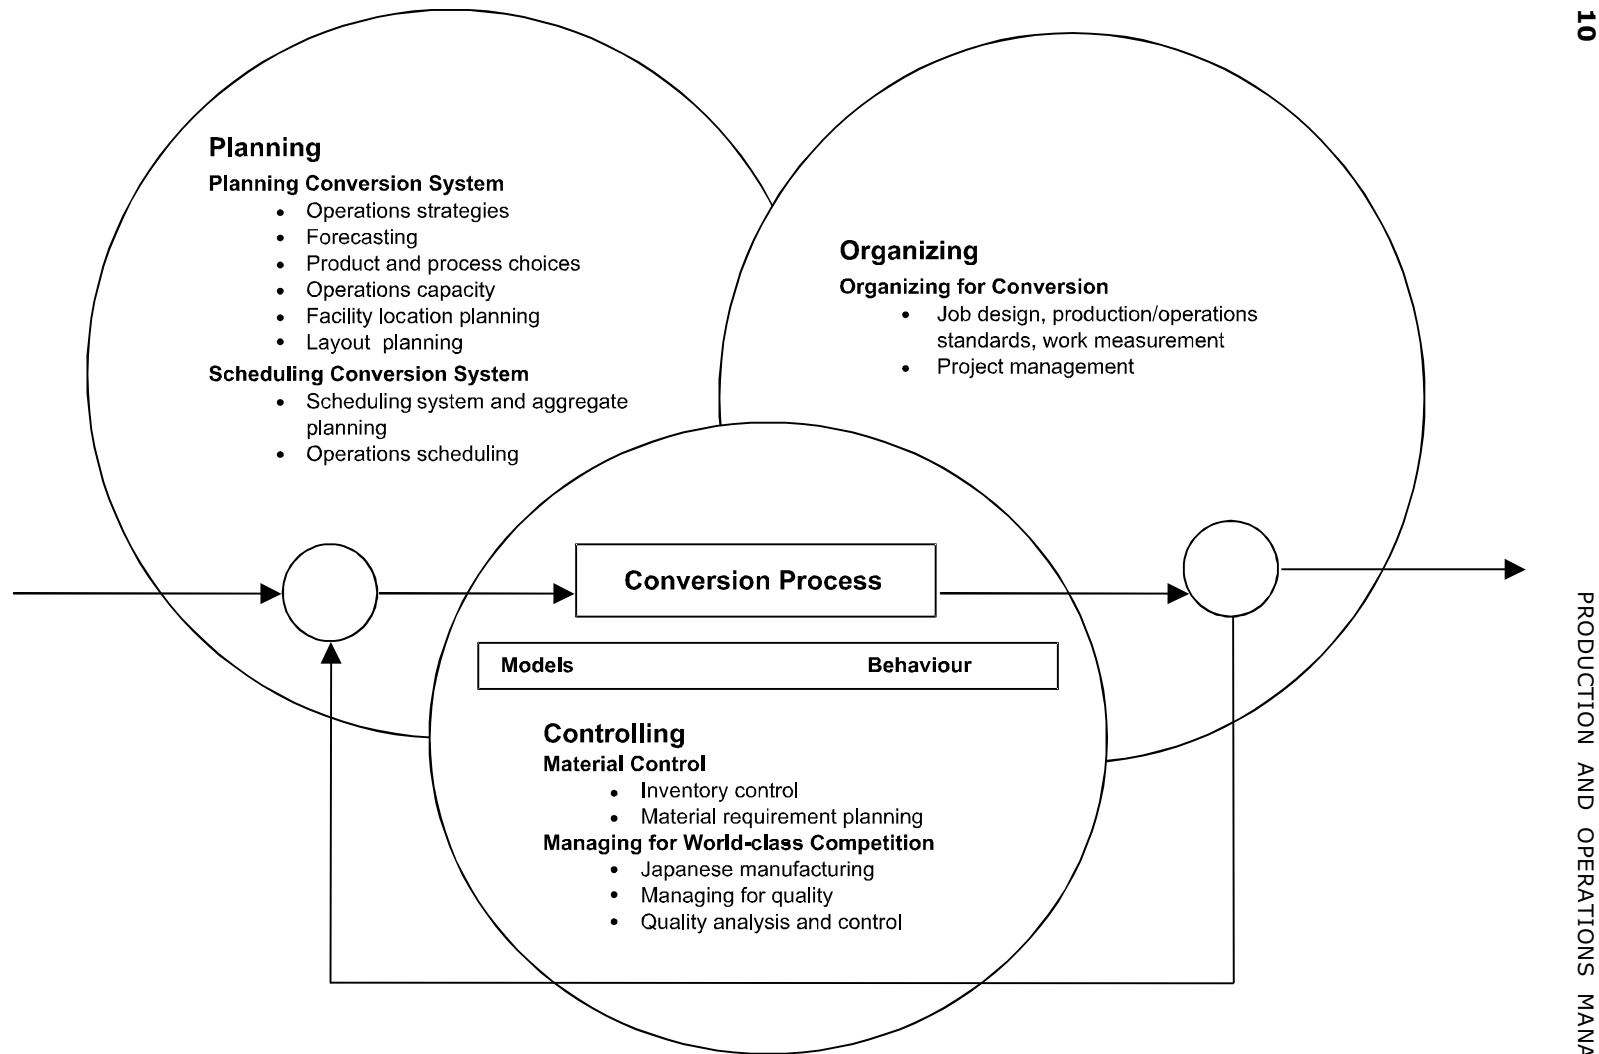 10
Planning
Planning Conversion System
• Operations strategies
• Forecasting
• Product and process choices
• Operations capacity
• Facility location planning
• Layout planning
Scheduling Conversion System
• Scheduling system and aggregate
planning
• Operations scheduling
Organizing
Organizing for Conversion
• Job design, production/operations
standards, work measurement
• Project management
Conversion Process
Models Behaviour
Controlling
Material Control
• Inventory control
• Material requirement planning
Managing for World-class Competition
• Japanese manufacturing
• Managing for quality
• Quality analysis and control
PRODUCTION AND OPERATIONS MANA